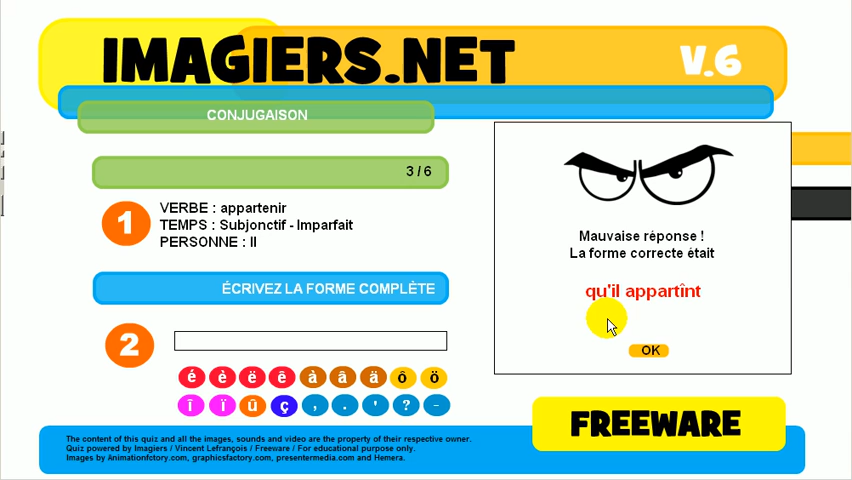 IMAGIERS.NET
V.6
CONJUGAISON
3 / 6
1
VERBE : appartenir
TEMPS : Subjonctif - Imparfait
PERSONNE : Il
ÉCRIVEZ LA FORME COMPLÈTE
2
é è ë ê à â ä ô ö
î ï û ç , . ' ? -
Mauvaise réponse !
La forme correcte était
qu'il appartînt
OK
FREEWARE
The content of this quiz and all the images, sounds and video are the property of their respective owner.
Quiz powered by Imagiers / Vincent Lefrançois / Freeware / For educational purpose only.
Images by Animationfctory.com, graphicsfactory.com, presentermedia.com and Hemera.